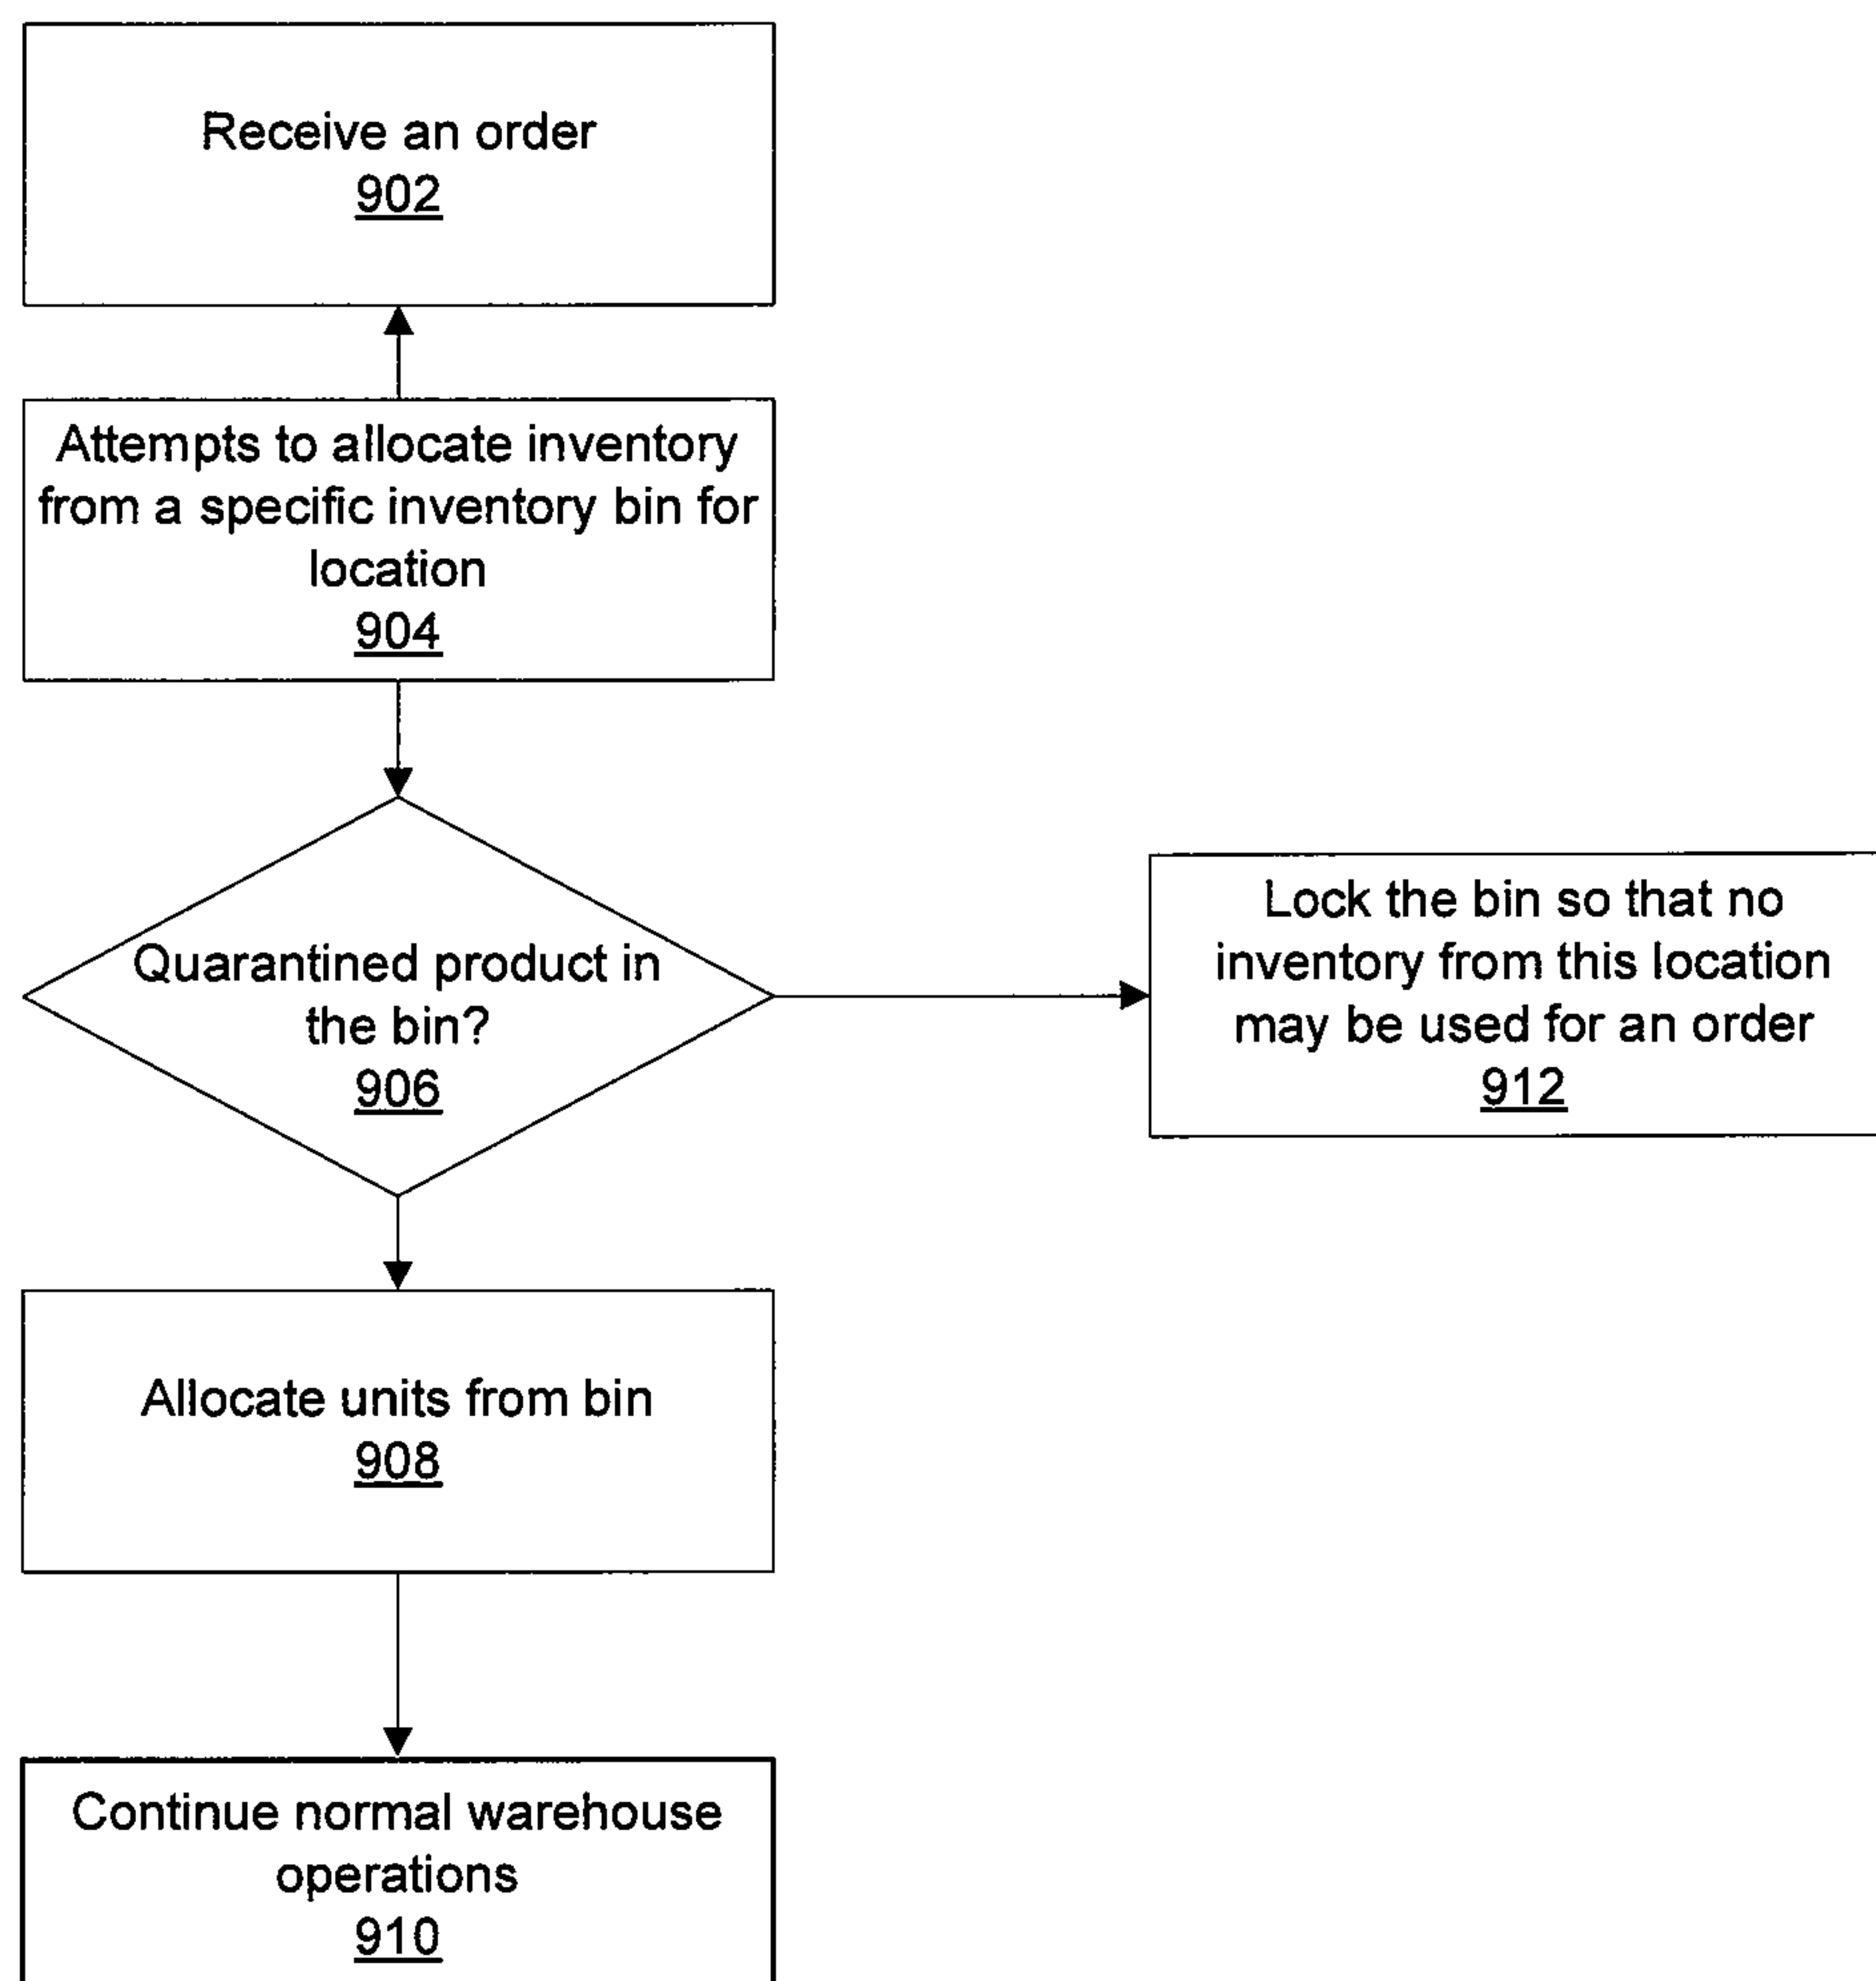 Receive an order
902
Attempts to allocate inventory
from a specific inventory bin for
location
904
Quarantined product in
the bin?
906
Lock the bin so that no
inventory from this location
may be used for an order
912
Allocate units from bin
908
Continue normal warehouse
operations
910